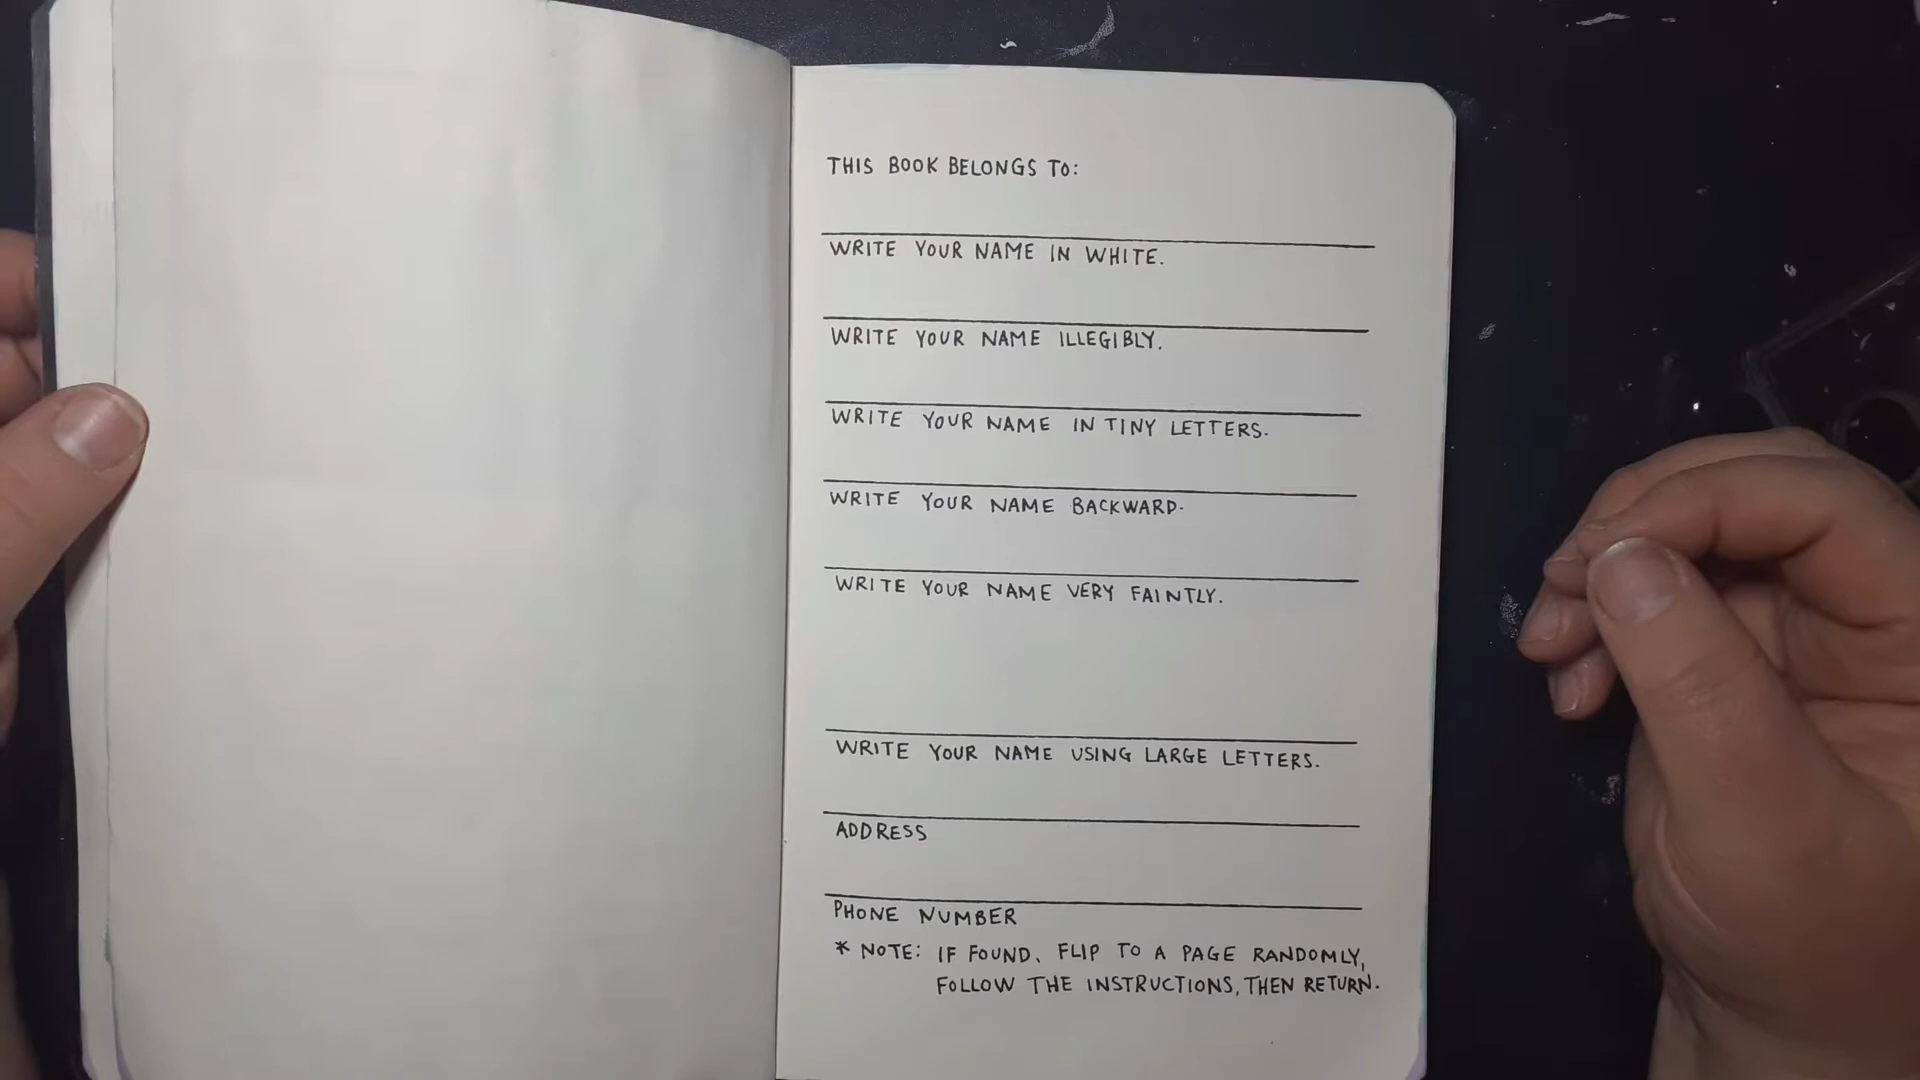 THIS BOOK BELONGS TO:
WRITE YOUR NAME IN WHITE.
WRITE YOUR NAME ILLEGIBLY.
WRITE YOUR NAME IN TINY LETTERS.
WRITE YOUR NAME BACKWARD.
WRITE YOUR NAME VERY FAINTLY.
WRITE YOUR NAME USING LARGE LETTERS.
ADDRESS
PHONE NUMBER
* NOTE: IF FOUND, FLIP TO A PAGE RANDOMLY,
FOLLOW THE INSTRUCTIONS, THEN RETURN.